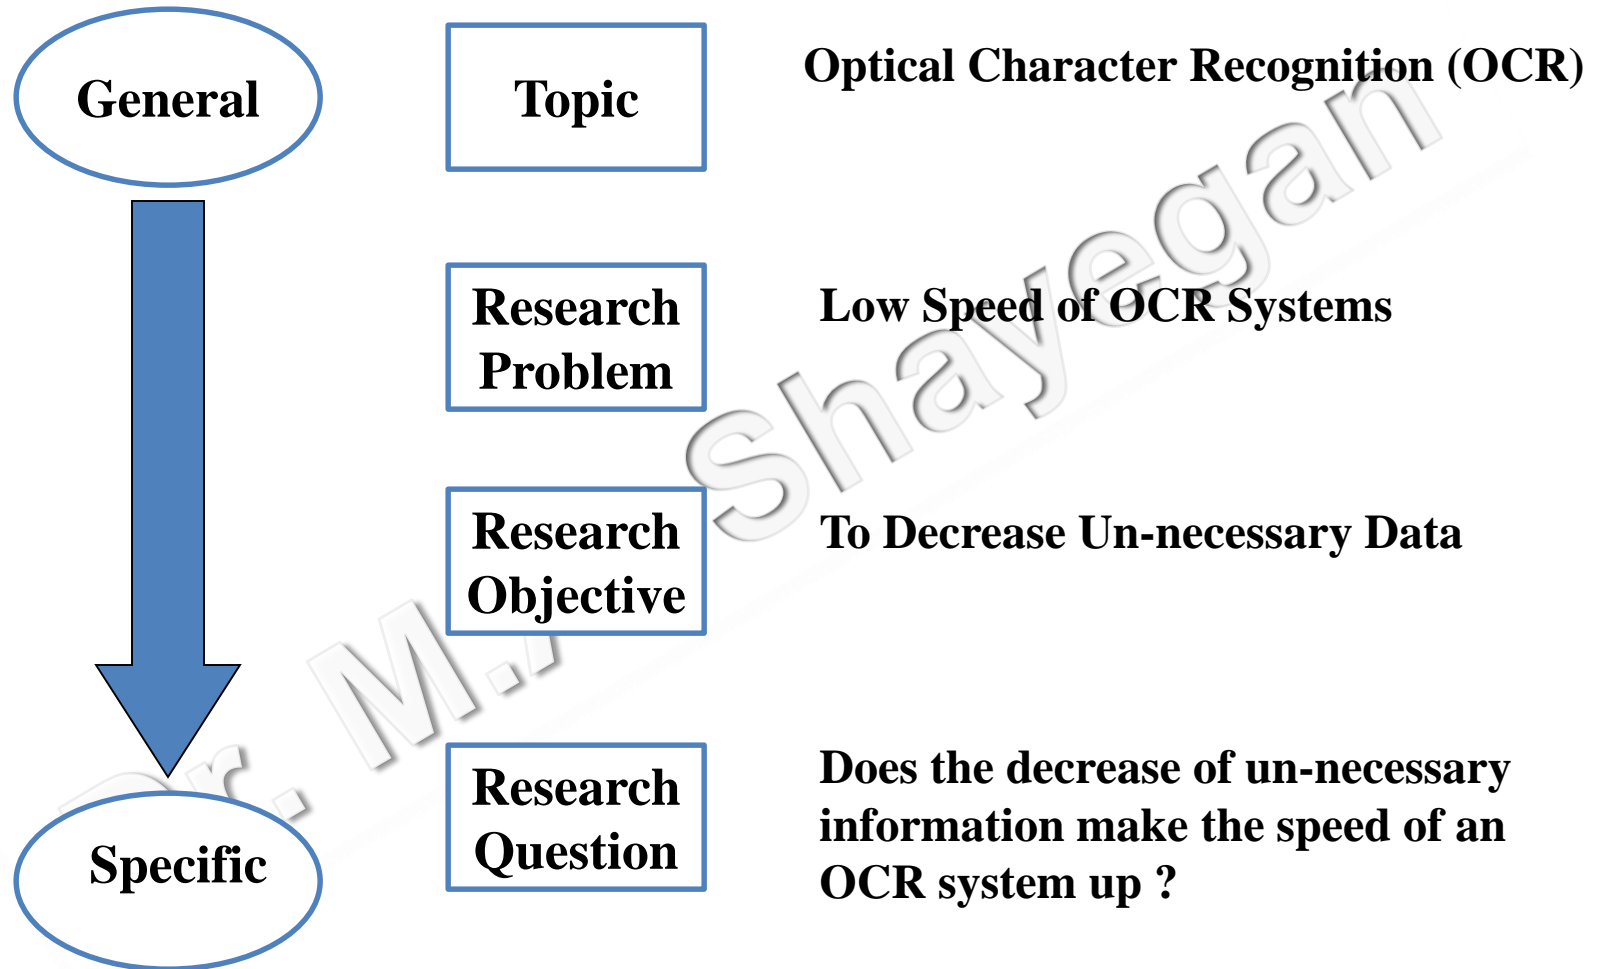 General
Topic
Optical Character Recognition (OCR)
Research
Problem
Low Speed of OCR Systems
Research
Objective
To Decrease Un-necessary Data
Research
Question
Does the decrease of un-necessary
information make the speed of an
OCR system up ?
Specific
Dr. M. Shayegan